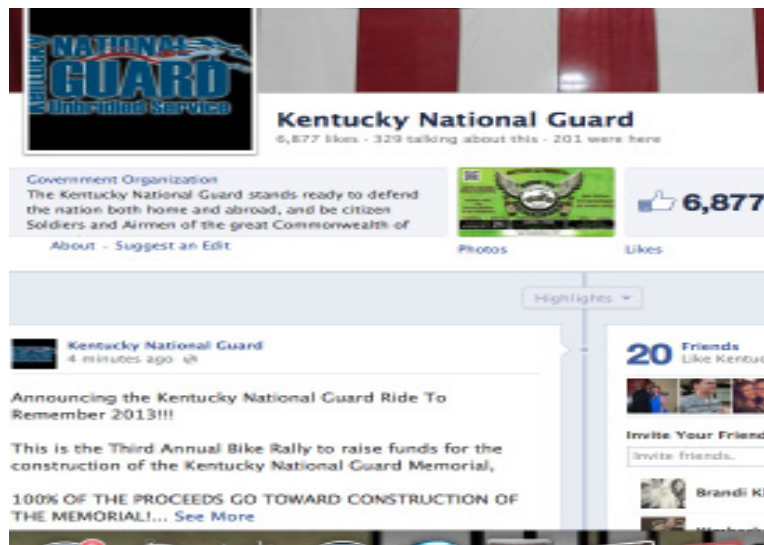 KENTUCKY
NATIONAL
GUARD
Unbridled Service
Kentucky National Guard
6,877 likes · 329 talking about this · 201 were here
Government Organization
The Kentucky National Guard stands ready to defend
the nation both home and abroad, and be citizen
Soldiers and Airmen of the great Commonwealth of
About – Suggest an Edit
Photos
6,877
Likes
Highlights
Kentucky National Guard
4 minutes ago
Announcing the Kentucky National Guard Ride To
Remember 2013!!!
This is the Third Annual Bike Rally to raise funds for the
construction of the Kentucky National Guard Memorial,
100% OF THE PROCEEDS GO TOWARD CONSTRUCTION OF
THE MEMORIAL!... See More
20 Friends
Like Kentuc
Invite Your Friend
Invite friends.
Brandi K